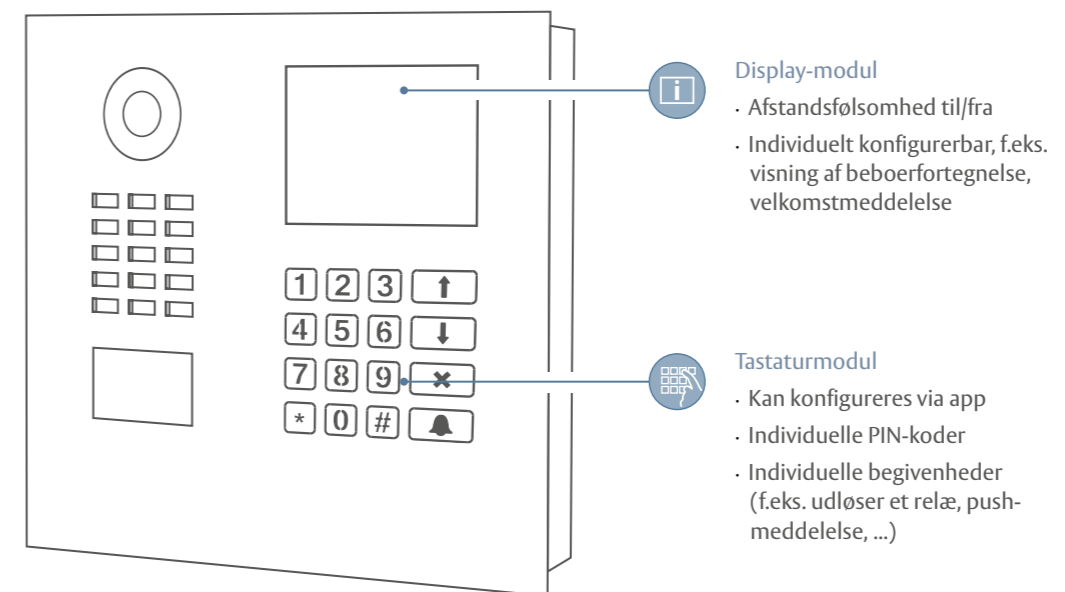 Display-modul
· Afstandsfølsomhed til/fra
· Individuelt konfigurerbar, f.eks.
visning af beboerfortegnelse,
velkomstmeddelelse
1 2 3
4 5 6
7 8 9
* 0 #
Tastaturmodul
· Kan konfigureres via app
· Individuelle PIN-koder
· Individuelle begivenheder
(f.eks. udløser et relæ, push-
meddelelse, ...)